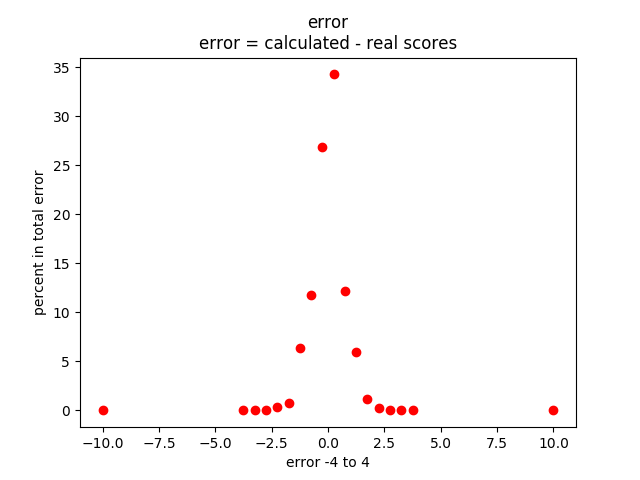 error
error = calculated - real scores
35
30
25
20
15
10
5
0
percent in total error
−10.0 −7.5 −5.0 −2.5 0.0 2.5 5.0 7.5 10.0
error -4 to 4